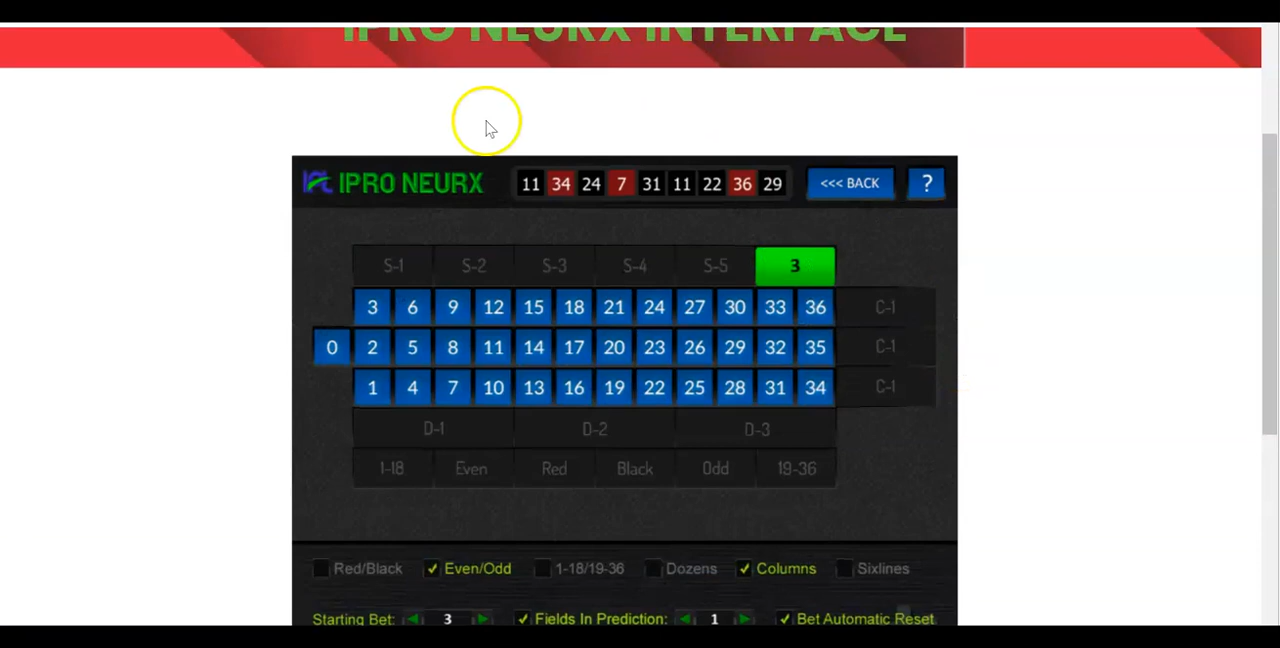 IPRO NEURX INTERFACE
IPRO NEURX 11 34 24 7 31 11 22 36 29 <<< BACK ?
S-1 S-2 S-3 S-4 S-5 3
3 6 9 12 15 18 21 24 27 30 33 36 C-1
0 2 5 8 11 14 17 20 23 26 29 32 35 C-1
1 4 7 10 13 16 19 22 25 28 31 34 C-1
D-1 D-2 D-3
1-18 Even Red Black Odd 19-36
Red/Black Even/Odd 1-18/19-36 Dozens Columns Sixlines
Starting Bet: 3 Fields In Prediction: 1 Bet Automatic Reset